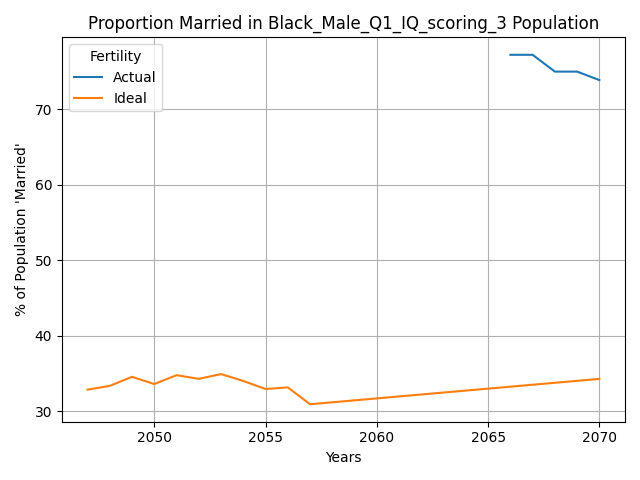 Proportion Married in Black_Male_Q1_IQ_scoring_3 Population
Fertility
Actual
Ideal
% of Population 'Married'
70
60
50
40
30
2050
2055
2060
2065
2070
Years